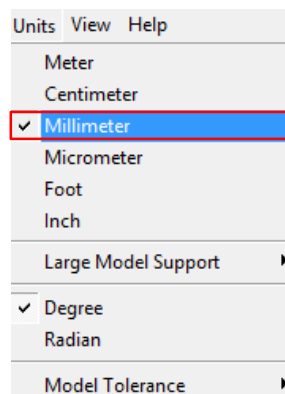 Units View Help
Meter
Centimeter
Millimeter
Micrometer
Foot
Inch
Large Model Support
Degree
Radian
Model Tolerance